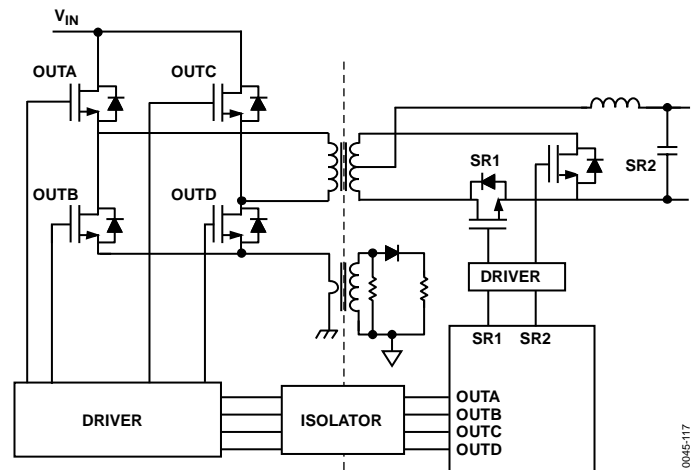 VIN
OUTA
OUTC
SR1
SR2
OUTB
OUTD
DRIVER
SR1 SR2
OUTA
OUTB
OUTC
OUTD
DRIVER
ISOLATOR
0045-117